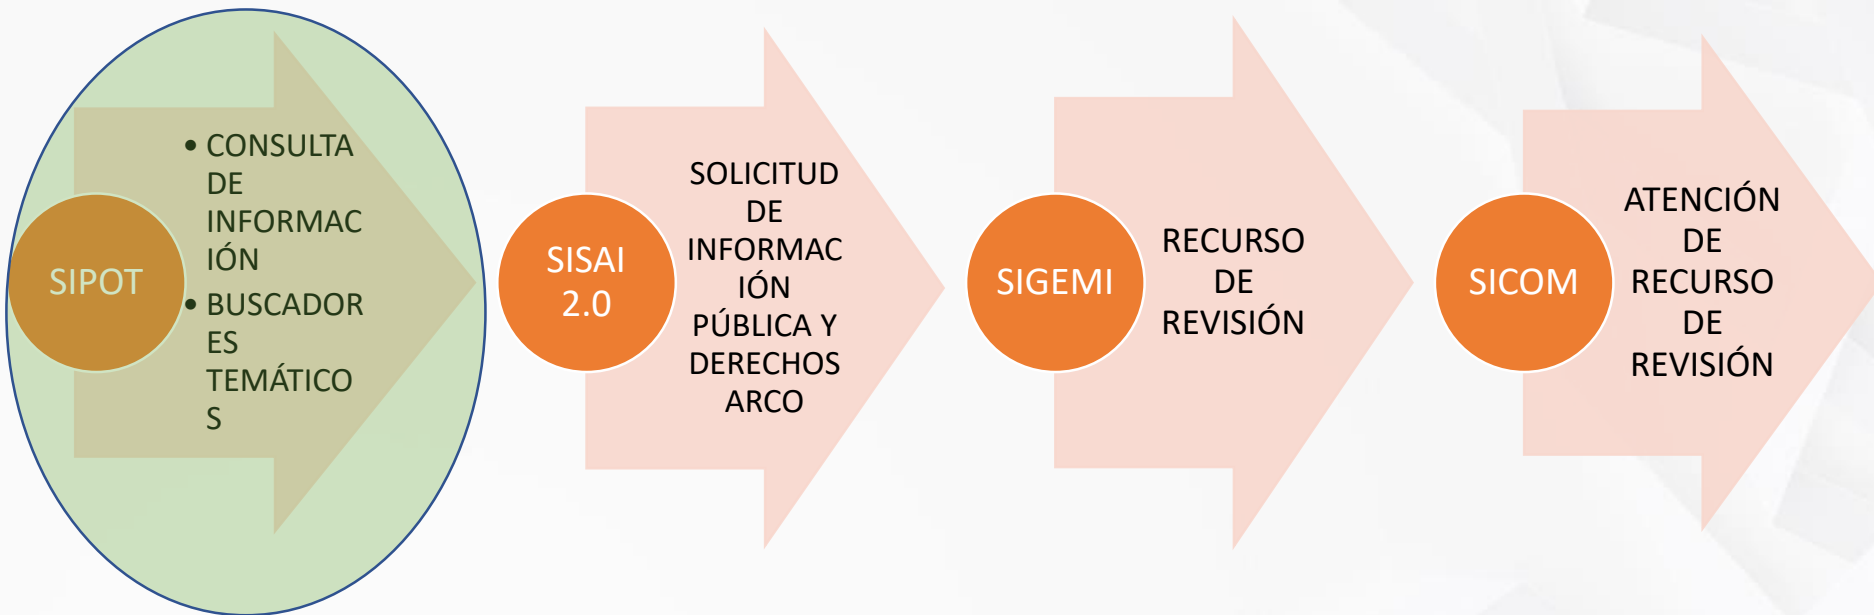 SIPOT
• CONSULTA
DE
INFORMAC
IÓN
• BUSCADOR
ES
TEMÁTICO
S
SISAI
2.0
SOLICITUD
DE
INFORMAC
IÓN
PÚBLICA Y
DERECHOS
ARCO
SIGEMI
RECURSO
DE
REVISIÓN
SICOM
ATENCIÓN
DE
RECURSO
DE
REVISIÓN